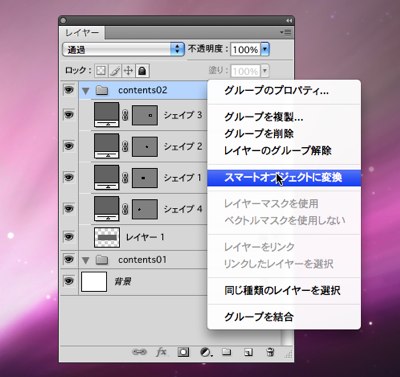 レイヤー
通過
不透明度：
100%
ロック：
塗り：
100%
contents02
シェイプ 3
シェイプ 2
シェイプ 1
シェイプ 4
レイヤー 1
contents01
背景
グループのプロパティ...
グループを複製...
グループを削除
レイヤーのグループ解除
スマートオブジェクトに変換
レイヤーマスクを使用
ベクトルマスクを使用しない
レイヤーをリンク
リンクしたレイヤーを選択
同じ種類のレイヤーを選択
グループを結合
fx